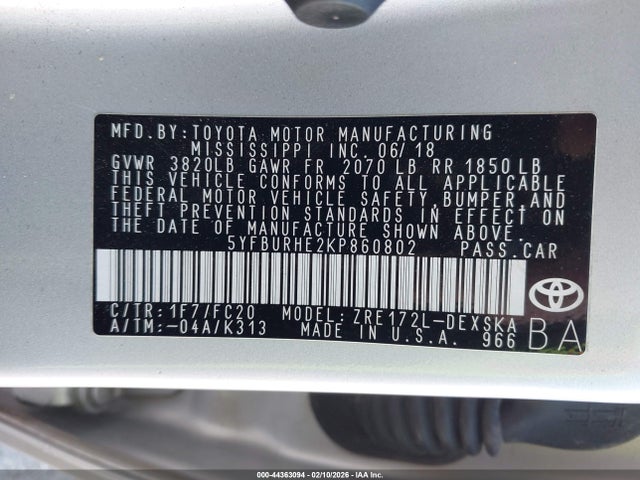 MFD.BY:TOYOTA MOTOR MANUFACTURING
MISSISSIPPI INC. 06/18
GVWR 3820LB GAWR FR 2070 LB RR 1850LB
THIS VEHICLE CONFORMS TO ALL APPLICABLE
FEDERAL MOTOR VEHICLE SAFETY, BUMPER, AND
THEFT PREVENTION STANDARDS IN EFFECT ON
THE DATE OF MANUFACTURE SHOWN ABOVE.
5YFBURHE2KP860802 PASS.CAR
C/TR: 1F7/FC20 MODEL: ZRE172L-DEXSKA
A/TM:-04A/K313 MADE IN U.S.A. 966
BA
000-44363094 | 02/10/2026 - IAA Inc.